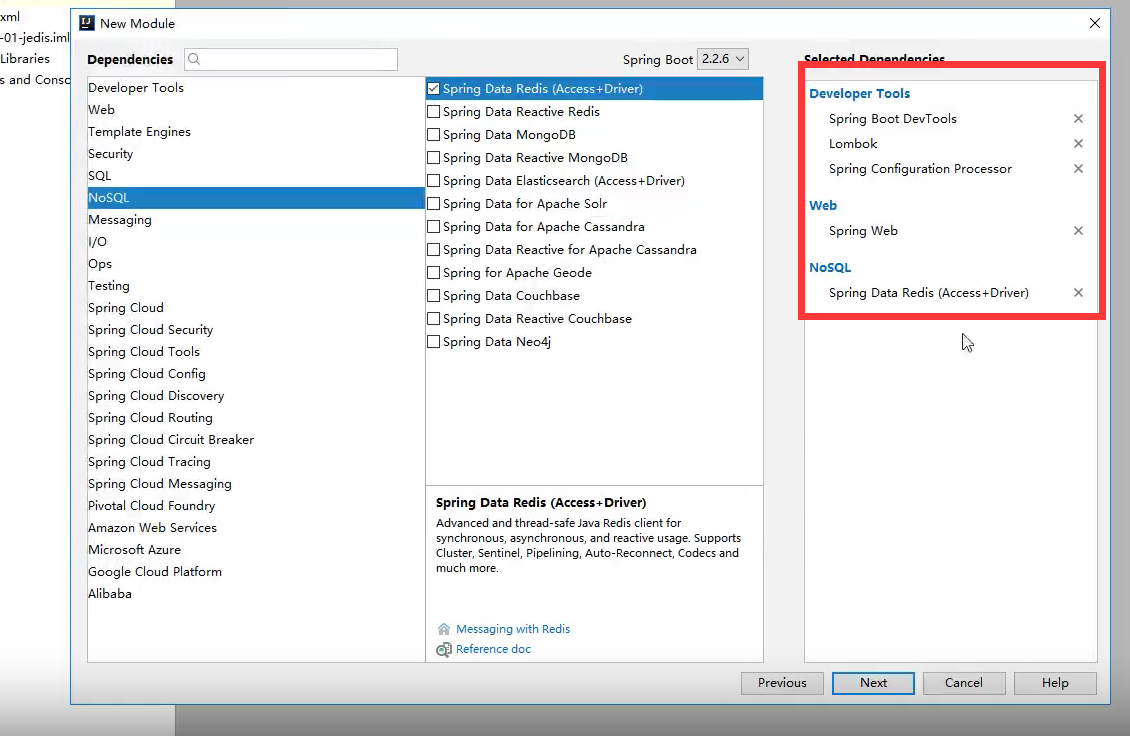 xml
-01-jedis.iml
Libraries
s and Consc
New Module
Dependencies
Spring Boot 2.2.6
Selected Dependencies
Developer Tools
Web
Template Engines
Security
SQL
NoSQL
Messaging
I/O
Ops
Testing
Spring Cloud
Spring Cloud Security
Spring Cloud Tools
Spring Cloud Config
Spring Cloud Discovery
Spring Cloud Routing
Spring Cloud Circuit Breaker
Spring Cloud Tracing
Spring Cloud Messaging
Pivotal Cloud Foundry
Amazon Web Services
Microsoft Azure
Google Cloud Platform
Alibaba
Spring Data Redis (Access+Driver)
Spring Data Reactive Redis
Spring Data MongoDB
Spring Data Reactive MongoDB
Spring Data Elasticsearch (Access+Driver)
Spring Data for Apache Solr
Spring Data for Apache Cassandra
Spring Data Reactive for Apache Cassandra
Spring for Apache Geode
Spring Data Couchbase
Spring Data Reactive Couchbase
Spring Data Neo4j
Spring Data Redis (Access+Driver)
Advanced and thread-safe Java Redis client for
synchronous, asynchronous, and reactive usage. Supports
Cluster, Sentinel, Pipelining, Auto-Reconnect, Codecs and
much more.
Messaging with Redis
Reference doc
Developer Tools
Spring Boot DevTools
Lombok
Spring Configuration Processor
Web
Spring Web
NoSQL
Spring Data Redis (Access+Driver)
Previous
Next
Cancel
Help